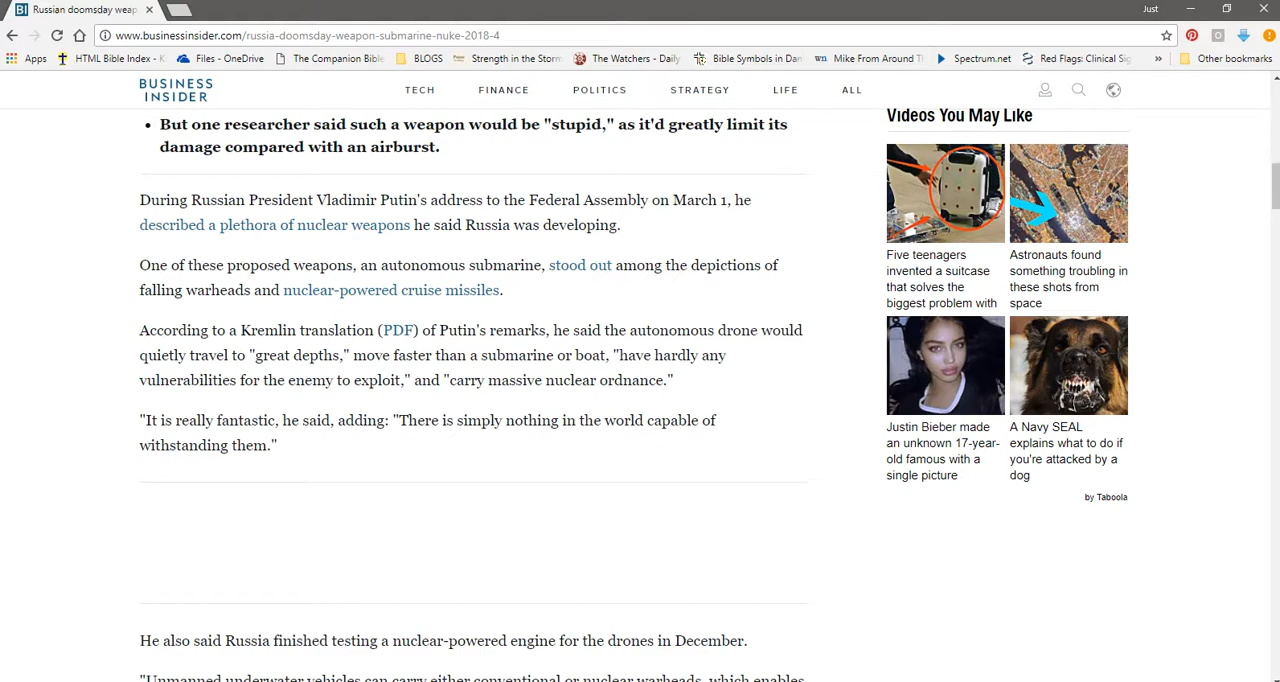 Russian doomsday weap
Just
www.businessinsider.com/russia-doomsday-weapon-submarine-nuke-2018-4
Apps HTML Bible Index - K Files - OneDrive The Companion Bible BLOGS Strength in the Storm The Watchers - Daily Bible Symbols in Dan Mike From Around Th Spectrum.net Red Flags: Clinical Sig » Other bookmarks
BUSINESS
INSIDER
TECH FINANCE POLITICS STRATEGY LIFE ALL
But one researcher said such a weapon would be "stupid," as it'd greatly limit its
damage compared with an airburst.
During Russian President Vladimir Putin's address to the Federal Assembly on March 1, he
described a plethora of nuclear weapons he said Russia was developing.
One of these proposed weapons, an autonomous submarine, stood out among the depictions of
falling warheads and nuclear-powered cruise missiles.
According to a Kremlin translation (PDF) of Putin's remarks, he said the autonomous drone would
quietly travel to "great depths," move faster than a submarine or boat, "have hardly any
vulnerabilities for the enemy to exploit," and "carry massive nuclear ordnance."
"It is really fantastic, he said, adding: "There is simply nothing in the world capable of
withstanding them."
He also said Russia finished testing a nuclear-powered engine for the drones in December.
"Unmanned underwater vehicles can carry either conventional or nuclear warheads, which enables
Videos You May Like
Five teenagers
invented a suitcase
that solves the
biggest problem with
Astronauts found
something troubling in
these shots from
space
Justin Bieber made
an unknown 17-year-
old famous with a
single picture
A Navy SEAL
explains what to do if
you're attacked by a
dog
by Taboola